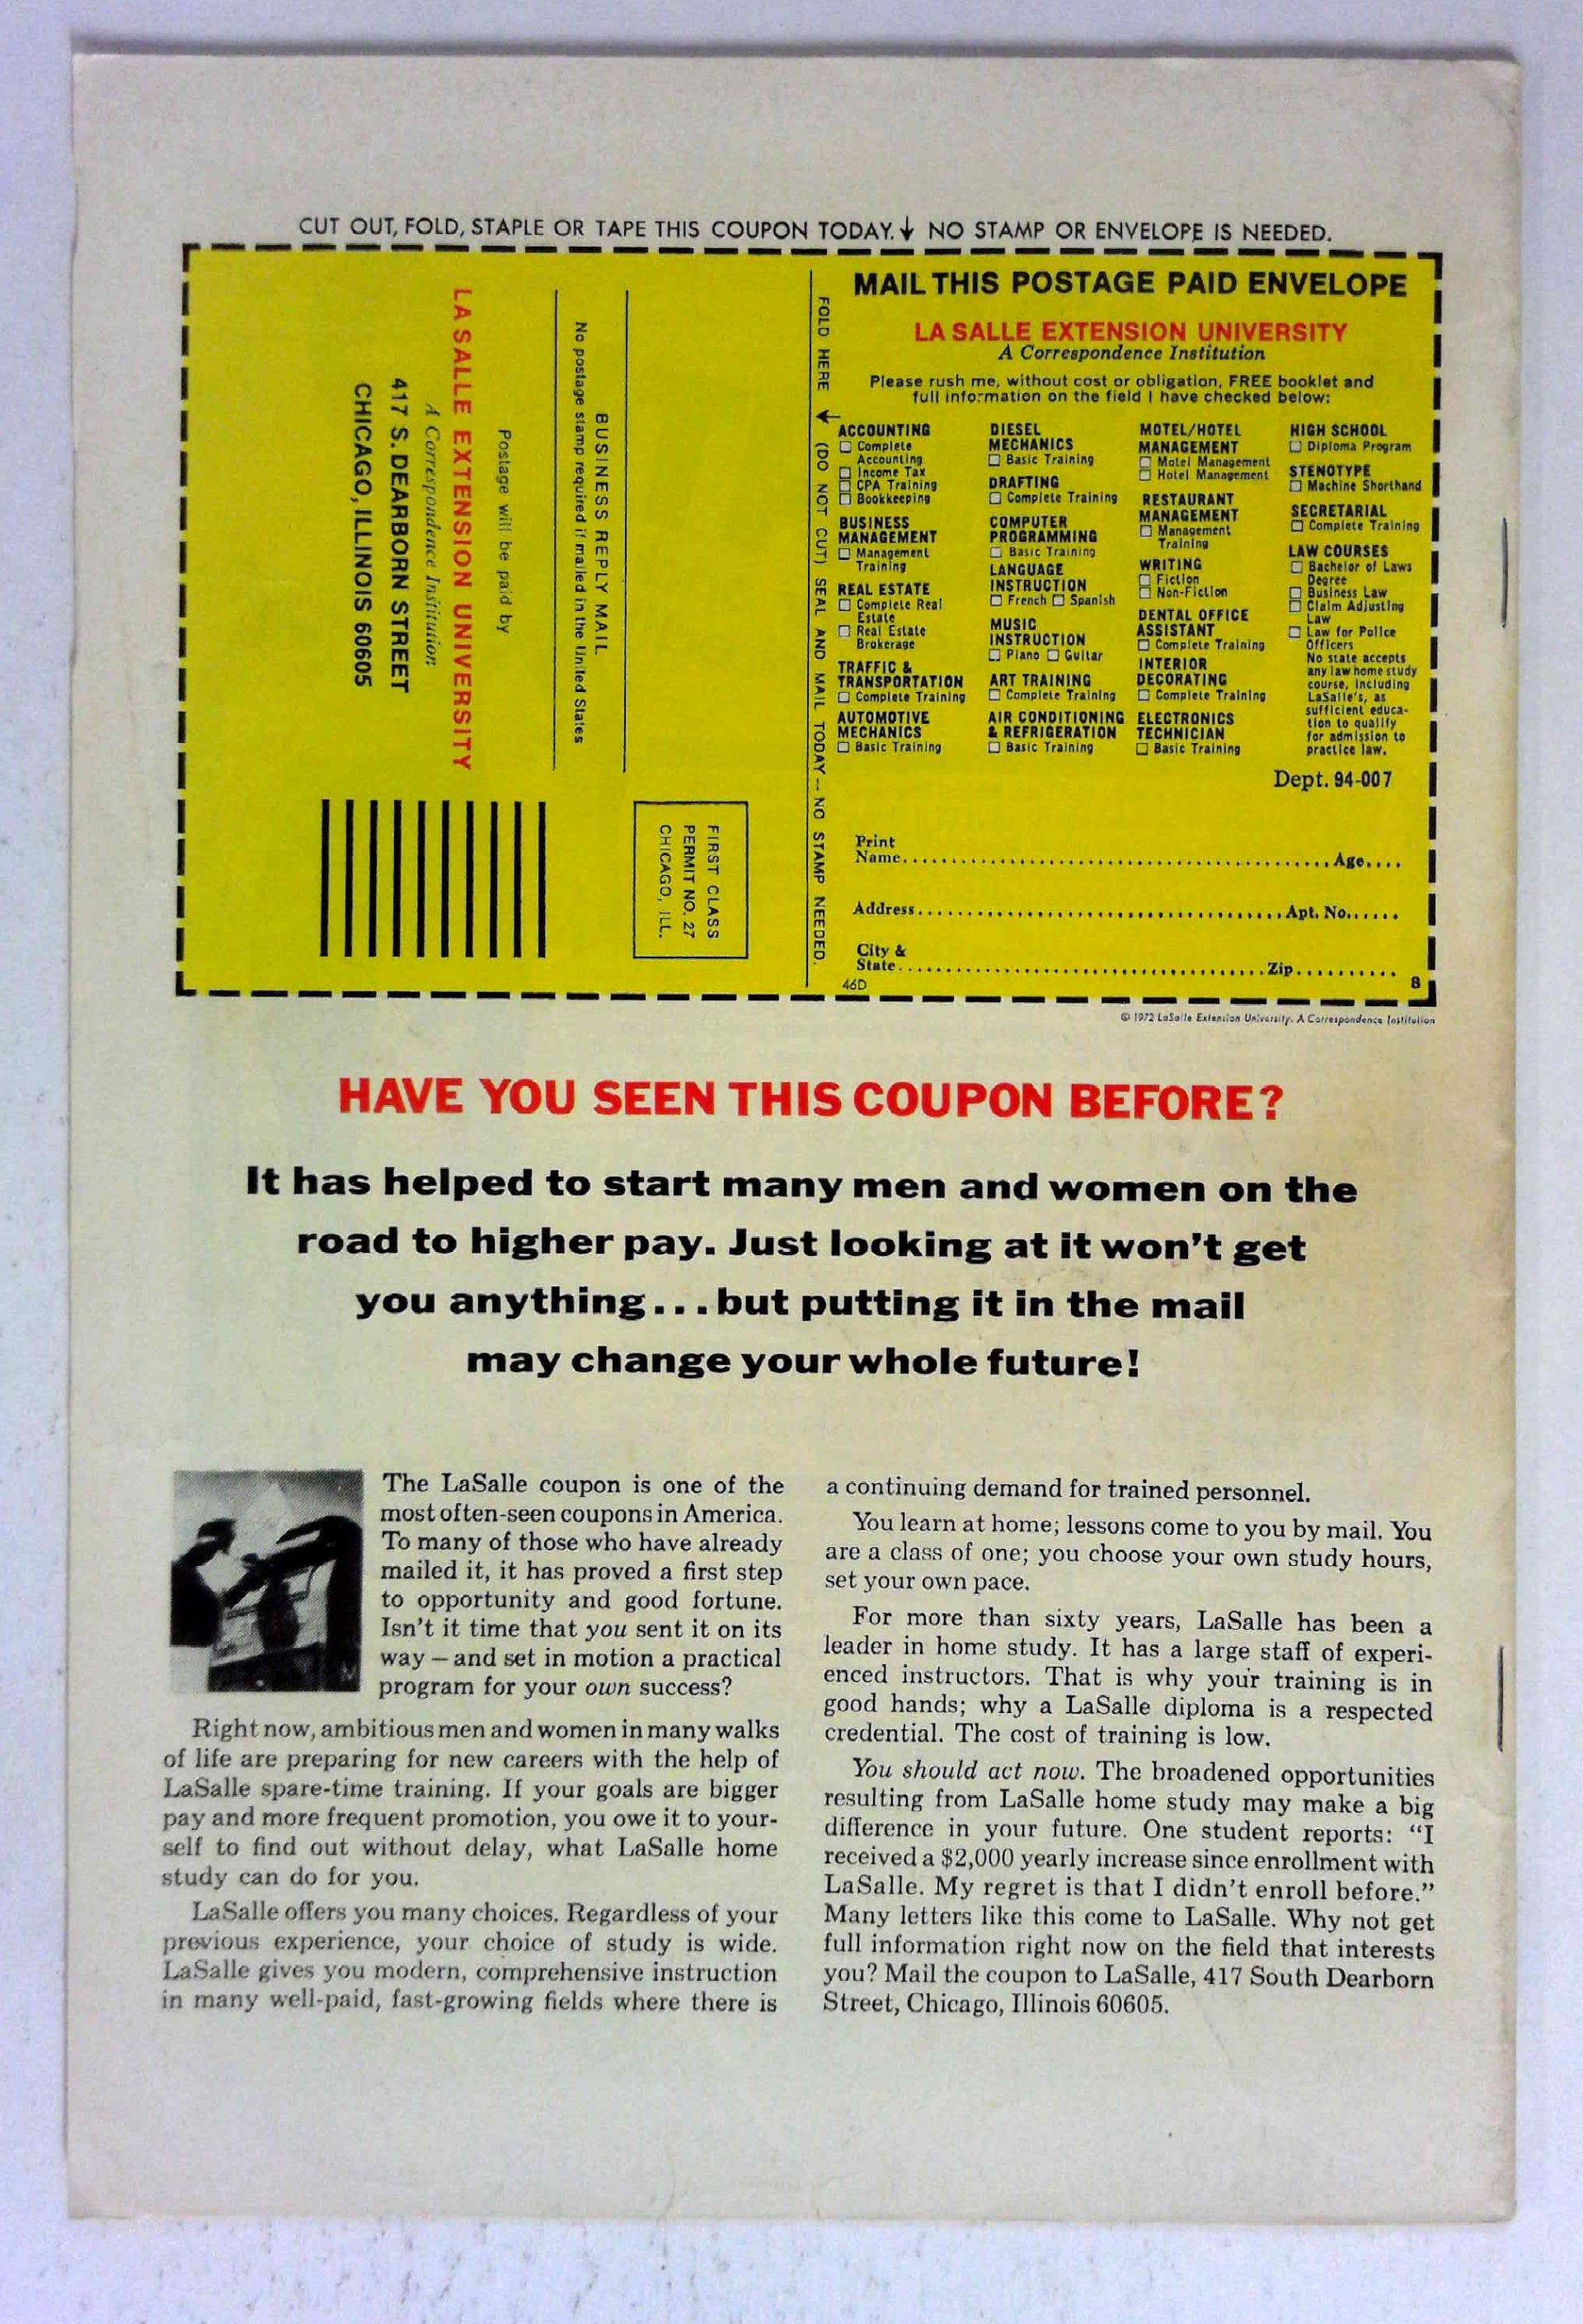 CUT OUT, FOLD, STAPLE OR TAPE THIS COUPON TODAY.↓ NO STAMP OR ENVELOPE IS NEEDED.
LA SALLE EXTENSION UNIVERSITY
A Correspondence Institution
417 S. DEARBORN STREET
CHICAGO, ILLINOIS 60605
Postage will be paid by
No postage stamp required if mailed in the United States
BUSINESS REPLY MAIL
FIRST CLASS
PERMIT NO. 27
CHICAGO, ILL.
FOLD HERE ↓ (DO NOT CUT) SEAL AND MAIL TODAY — NO STAMP NEEDED.
MAIL THIS POSTAGE PAID ENVELOPE
LA SALLE EXTENSION UNIVERSITY
A Correspondence Institution
Please rush me, without cost or obligation, FREE booklet and
full information on the field I have checked below:
ACCOUNTING
☐ Complete
Accounting
☐ Income Tax
☐ CPA Training
☐ Bookkeeping
BUSINESS
MANAGEMENT
☐ Management
Training
REAL ESTATE
☐ Complete Real
Estate
☐ Real Estate
Brokerage
TRAFFIC &
TRANSPORTATION
☐ Complete Training
AUTOMOTIVE
MECHANICS
☐ Basic Training
DIESEL
MECHANICS
☐ Basic Training
DRAFTING
☐ Complete Training
COMPUTER
PROGRAMMING
☐ Basic Training
LANGUAGE
INSTRUCTION
☐ French ☐ Spanish
MUSIC
INSTRUCTION
☐ Piano ☐ Guitar
ART TRAINING
☐ Complete Training
AIR CONDITIONING
& REFRIGERATION
☐ Basic Training
MOTEL/HOTEL
MANAGEMENT
☐ Motel Management
☐ Hotel Management
RESTAURANT
MANAGEMENT
☐ Management
Training
WRITING
☐ Fiction
☐ Non-Fiction
DENTAL OFFICE
ASSISTANT
☐ Complete Training
INTERIOR
DECORATING
☐ Complete Training
ELECTRONICS
TECHNICIAN
☐ Basic Training
HIGH SCHOOL
☐ Diploma Program
STENOTYPE
☐ Machine Shorthand
SECRETARIAL
☐ Complete Training
LAW COURSES
☐ Bachelor of Laws
Degree
☐ Business Law
☐ Claim Adjusting
Law
☐ Law for Police
Officers
No state accepts
any law home study
course, including
LaSalle's, as
sufficient educa-
tion to qualify
for admission to
practice law.
Dept. 94-007
Print
Name.......... Age....
Address.......... Apt. No......
City &
State.......... Zip..........
46D 8
© 1972 LaSalle Extension University. A Correspondence Institution
HAVE YOU SEEN THIS COUPON BEFORE?
It has helped to start many men and women on the
road to higher pay. Just looking at it won't get
you anything...but putting it in the mail
may change your whole future!
The LaSalle coupon is one of the
most often-seen coupons in America.
To many of those who have already
mailed it, it has proved a first step
to opportunity and good fortune.
Isn't it time that you sent it on its
way — and set in motion a practical
program for your own success?
Right now, ambitious men and women in many walks
of life are preparing for new careers with the help of
LaSalle spare-time training. If your goals are bigger
pay and more frequent promotion, you owe it to your-
self to find out without delay, what LaSalle home
study can do for you.
LaSalle offers you many choices. Regardless of your
previous experience, your choice of study is wide.
LaSalle gives you modern, comprehensive instruction
in many well-paid, fast-growing fields where there is
a continuing demand for trained personnel.
You learn at home; lessons come to you by mail. You
are a class of one; you choose your own study hours,
set your own pace.
For more than sixty years, LaSalle has been a
leader in home study. It has a large staff of experi-
enced instructors. That is why your training is in
good hands; why a LaSalle diploma is a respected
credential. The cost of training is low.
You should act now. The broadened opportunities
resulting from LaSalle home study may make a big
difference in your future. One student reports: "I
received a $2,000 yearly increase since enrollment with
LaSalle. My regret is that I didn't enroll before."
Many letters like this come to LaSalle. Why not get
full information right now on the field that interests
you? Mail the coupon to LaSalle, 417 South Dearborn
Street, Chicago, Illinois 60605.